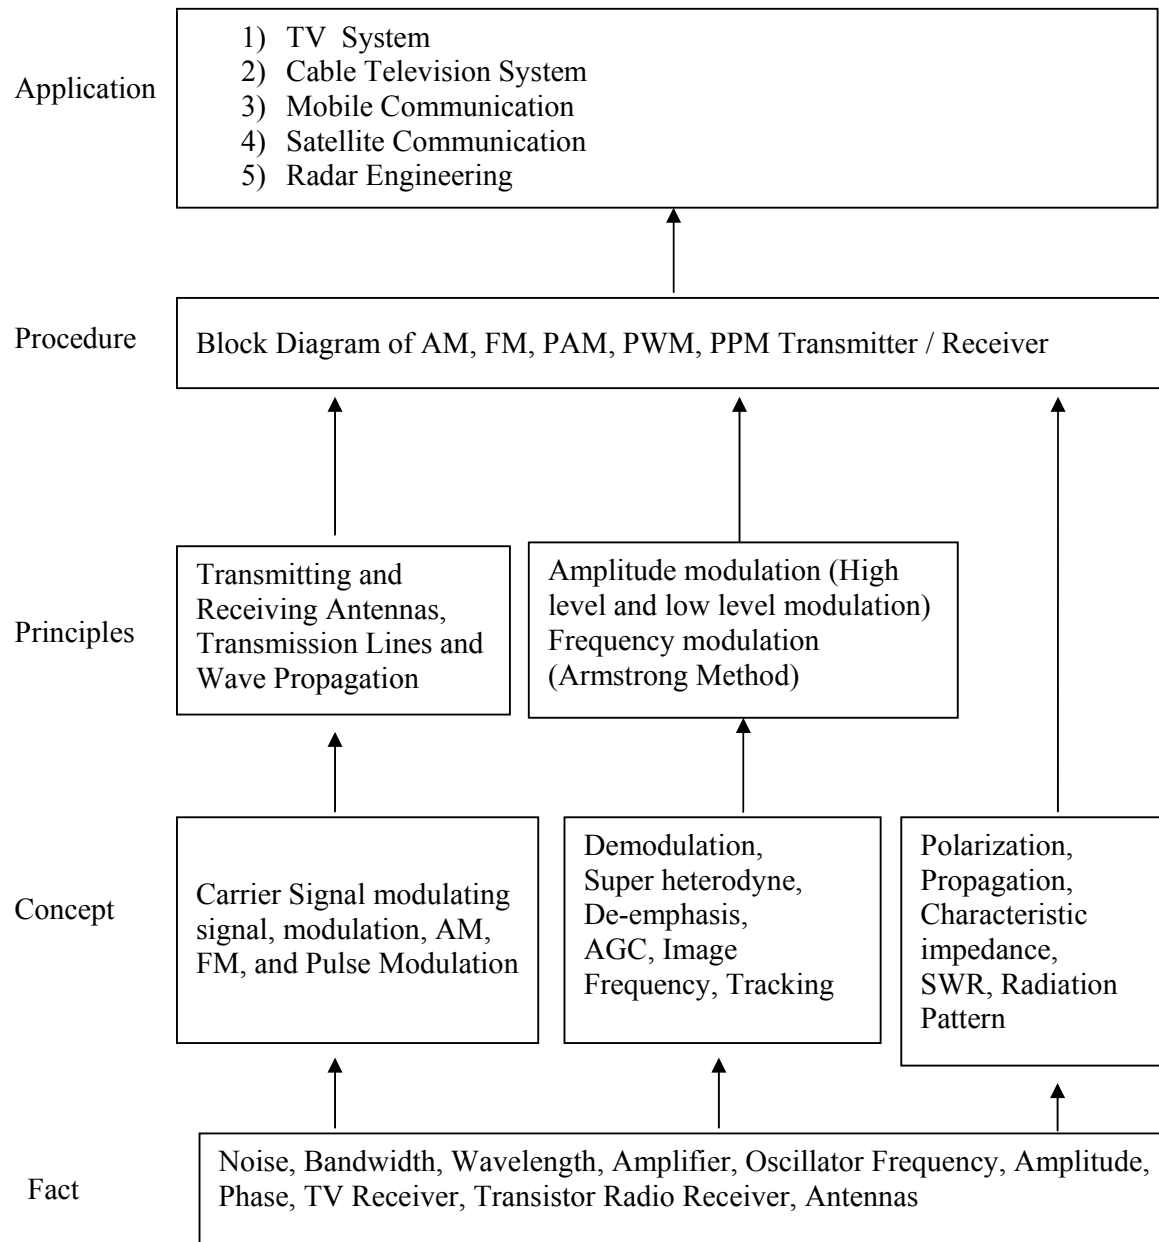 Application
1) TV System
2) Cable Television System
3) Mobile Communication
4) Satellite Communication
5) Radar Engineering
Procedure
Block Diagram of AM, FM, PAM, PWM, PPM Transmitter / Receiver
Principles
Transmitting and
Receiving Antennas,
Transmission Lines and
Wave Propagation
Amplitude modulation (High
level and low level modulation)
Frequency modulation
(Armstrong Method)
Concept
Carrier Signal modulating
signal, modulation, AM,
FM, and Pulse Modulation
Demodulation,
Super heterodyne,
De-emphasis,
AGC, Image
Frequency, Tracking
Polarization,
Propagation,
Characteristic
impedance,
SWR, Radiation
Pattern
Fact
Noise, Bandwidth, Wavelength, Amplifier, Oscillator Frequency, Amplitude,
Phase, TV Receiver, Transistor Radio Receiver, Antennas